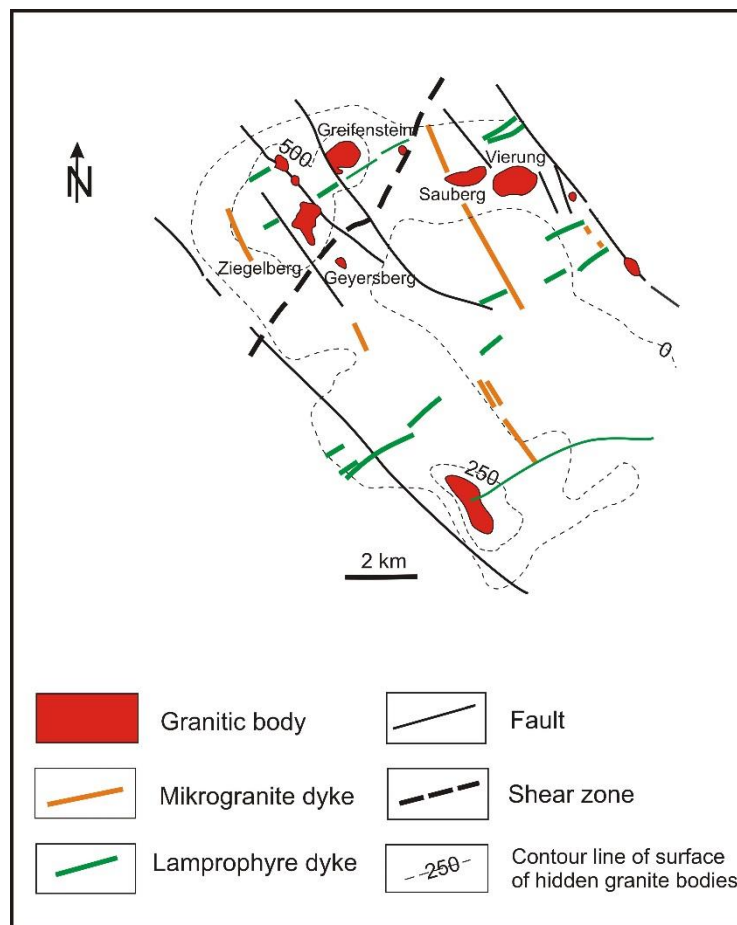 500
Greifenstein
Vierung
N
Sauberg
Ziegelberg
Geyersberg
0
250
2 km
Granitic body
Fault
Mikrogranite dyke
Shear zone
Lamprophyre dyke
250
Contour line of surface
of hidden granite bodies